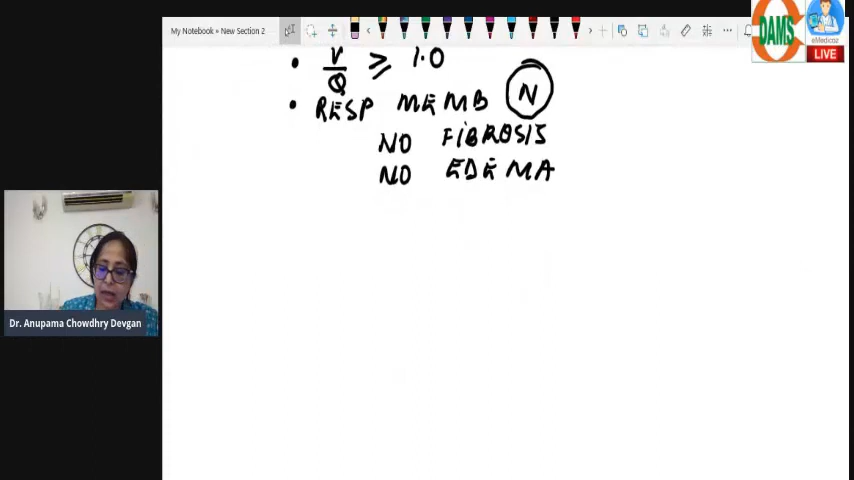 My Notebook » New Section 2
DAMS
eMedicoz
LIVE
• V/Q ≥ 1.0
• RESP MEMB N
NO FIBROSIS
NO EDEMA
Dr. Anupama Chowdhry Devgan